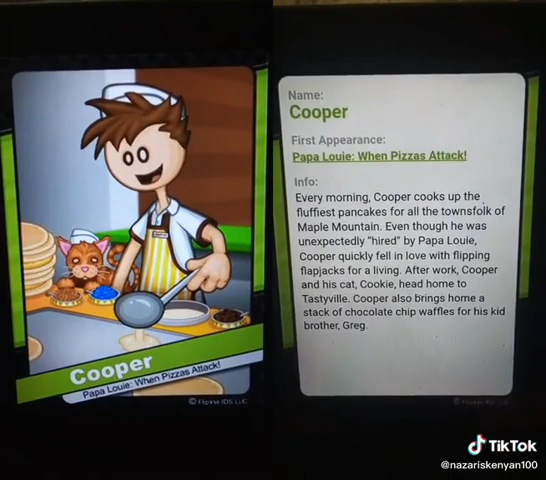 Cooper
Papa Louie: When Pizzas Attack!
© Flipline IDS LLC
Name:
Cooper
First Appearance:
Papa Louie: When Pizzas Attack!
Info:
Every morning, Cooper cooks up the
fluffiest pancakes for all the townsfolk of
Maple Mountain. Even though he was
unexpectedly "hired" by Papa Louie,
Cooper quickly fell in love with flipping
flapjacks for a living. After work, Cooper
and his cat, Cookie, head home to
Tastyville. Cooper also brings home a
stack of chocolate chip waffles for his kid
brother, Greg.
© Flipline IDS LLC
TikTok
@nazariskenyan100